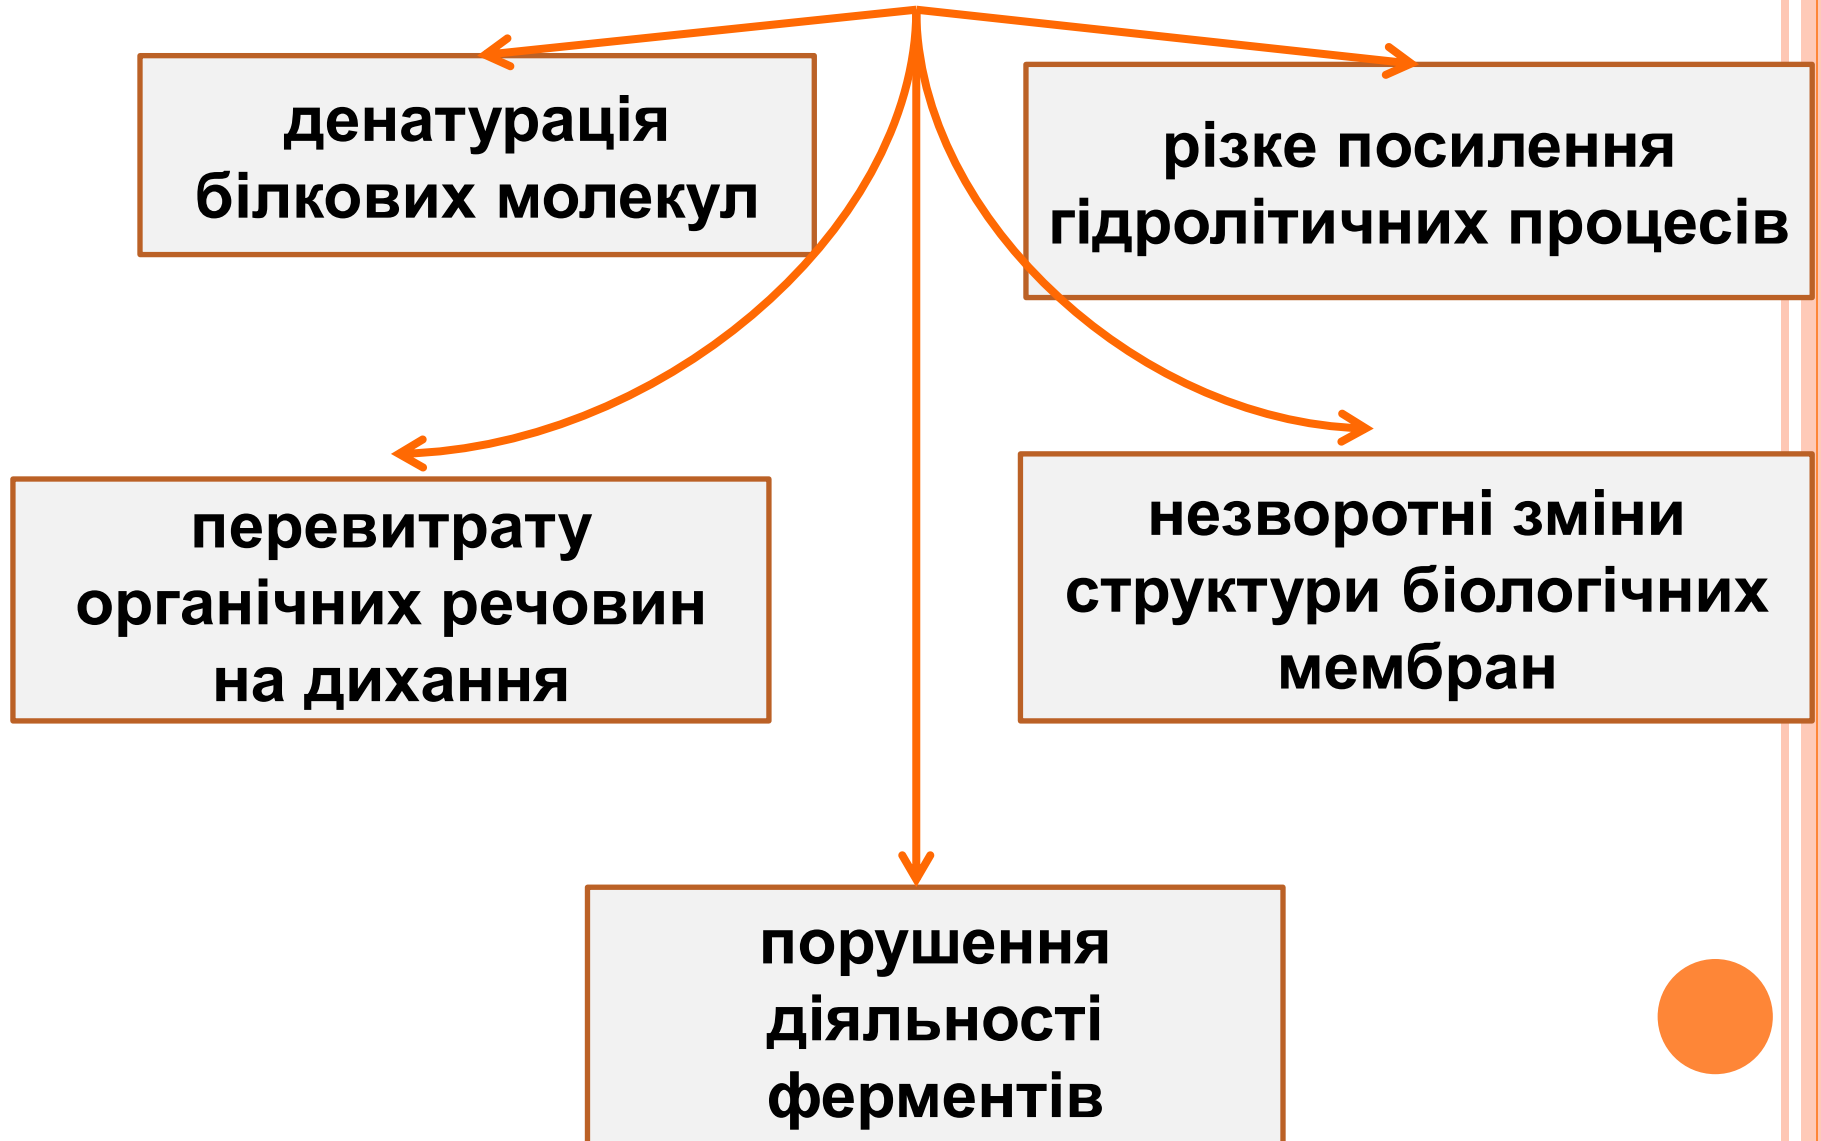 денатурація
білкових молекул
різке посилення
гідролітичних процесів
перевитрату
органічних речовин
на дихання
незворотні зміни
структури біологічних
мембран
порушення
діяльності
ферментів